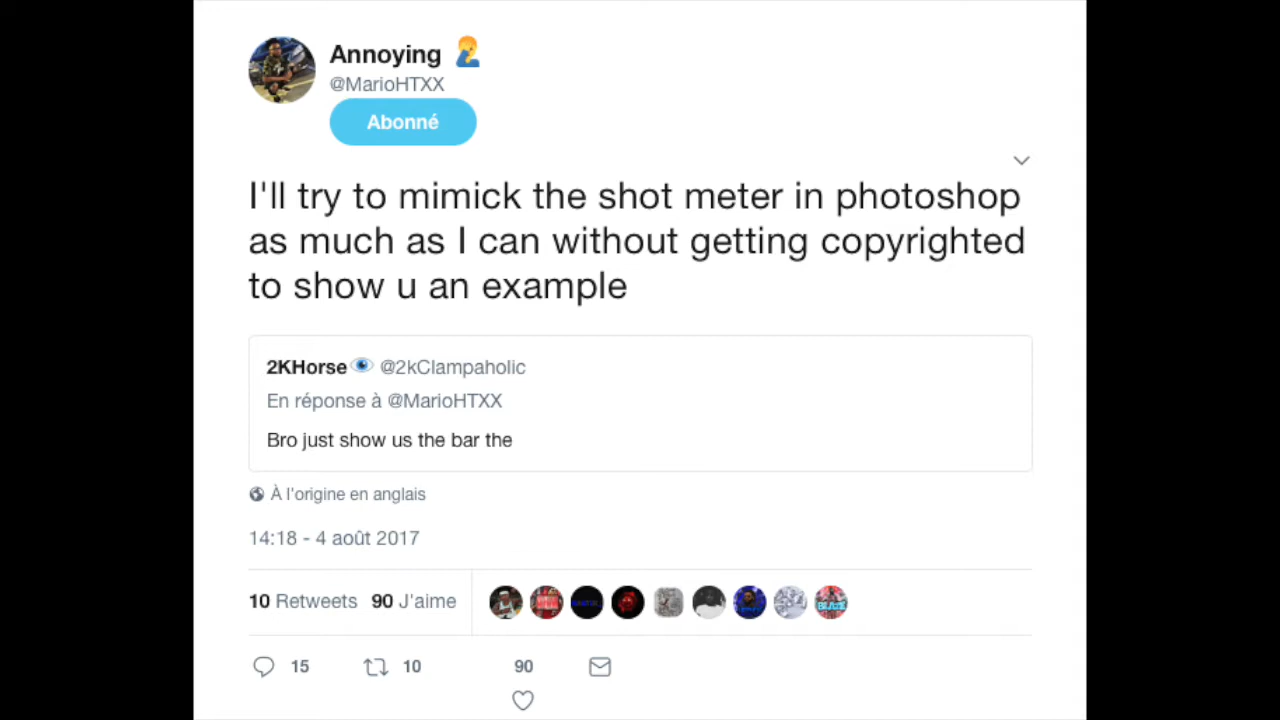 Annoying 🤦‍♂️
@MarioHTXX
Abonné
I'll try to mimick the shot meter in photoshop
as much as I can without getting copyrighted
to show u an example
2KHorse👁 @2kClampaholic
En réponse à @MarioHTXX
Bro just show us the bar the
À l'origine en anglais
14:18 - 4 août 2017
10 Retweets 90 J'aime
15 10 90